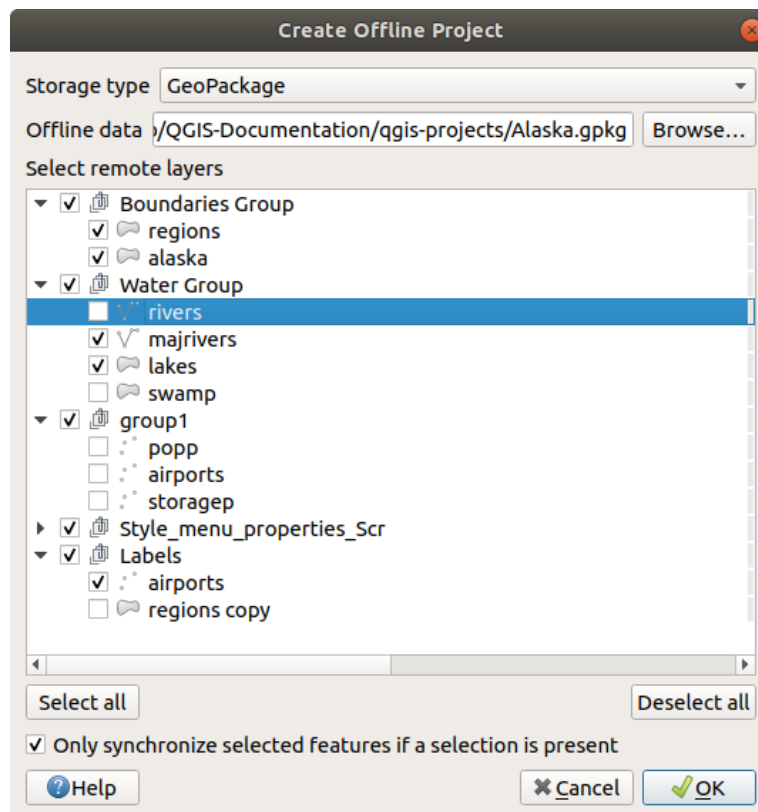 Create Offline Project
Storage type GeoPackage
Offline data o/QGIS-Documentation/qgis-projects/Alaska.gpkg Browse...
Select remote layers
Boundaries Group
regions
alaska
Water Group
rivers
majrivers
lakes
swamp
group1
popp
airports
storagep
Style_menu_properties_Scr
Labels
airports
regions copy
Select all Deselect all
Only synchronize selected features if a selection is present
Help Cancel OK